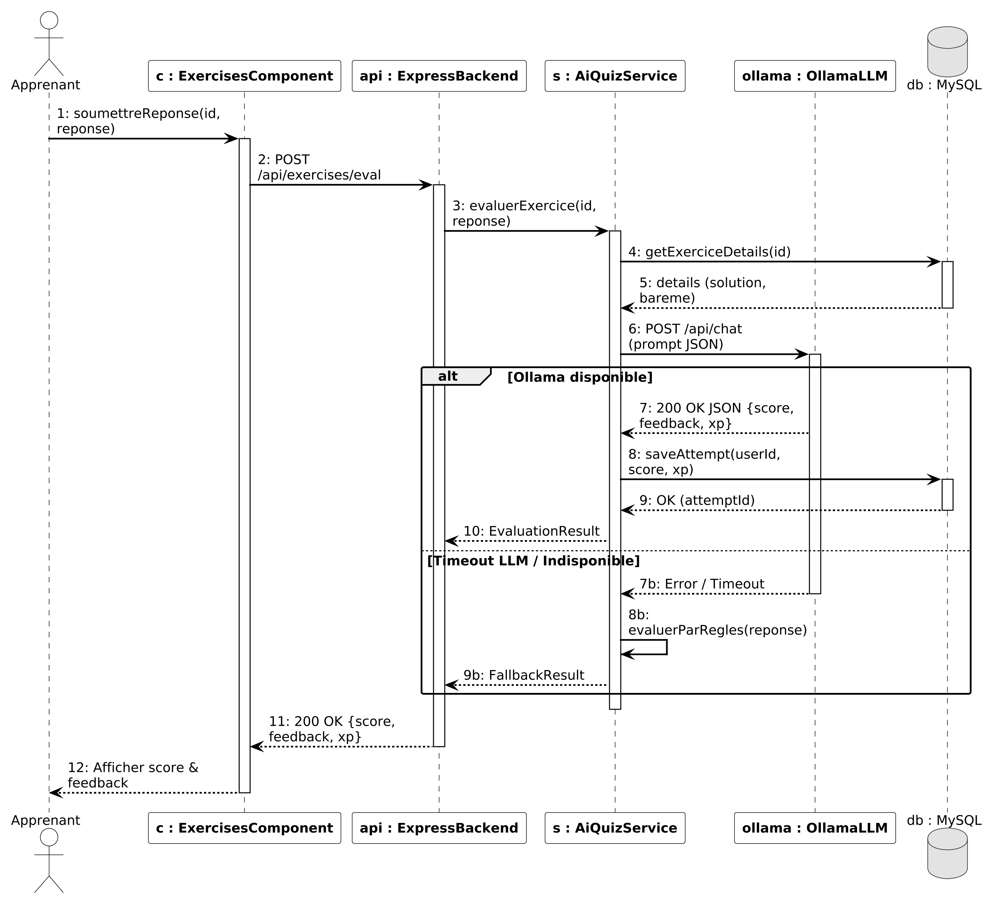 Apprenant
c : ExercisesComponent
api : ExpressBackend
s : AiQuizService
ollama : OllamaLLM
db : MySQL
1: soumettreReponse(id,
reponse)
2: POST
/api/exercises/eval
3: evaluerExercice(id,
reponse)
4: getExerciceDetails(id)
5: details (solution,
bareme)
6: POST /api/chat
(prompt JSON)
alt
[Ollama disponible]
7: 200 OK JSON {score,
feedback, xp}
8: saveAttempt(userId,
score, xp)
9: OK (attemptId)
10: EvaluationResult
[Timeout LLM / Indisponible]
7b: Error / Timeout
8b:
evaluerParRegles(reponse)
9b: FallbackResult
11: 200 OK {score,
feedback, xp}
12: Afficher score &
feedback
Apprenant
c : ExercisesComponent
api : ExpressBackend
s : AiQuizService
ollama : OllamaLLM
db : MySQL